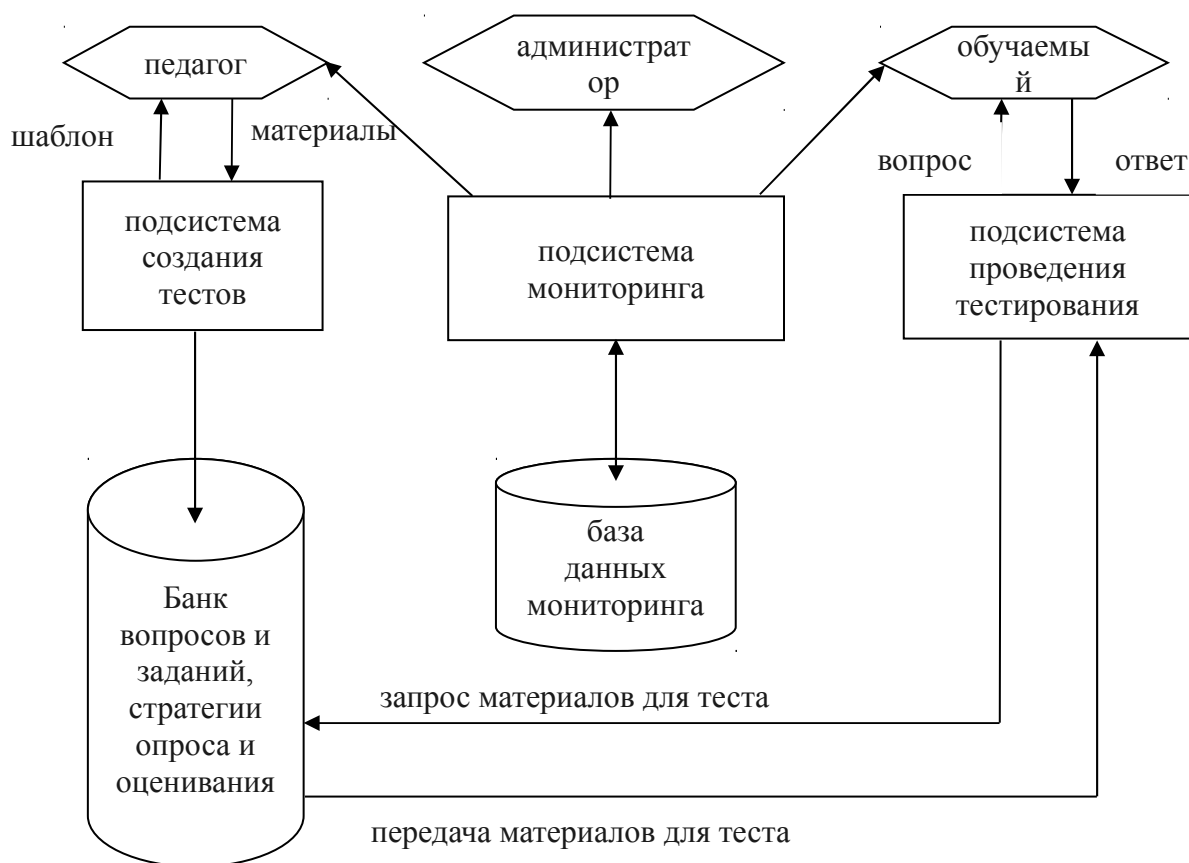 педагог
администрат
ор
обучаемы
й
шаблон
материалы
вопрос
ответ
подсистема
создания
тестов
подсистема
мониторинга
подсистема
проведения
тестирования
Банк
вопросов и
заданий,
стратегии
опроса и
оценивания
база
данных
мониторинга
запрос материалов для теста
передача материалов для теста